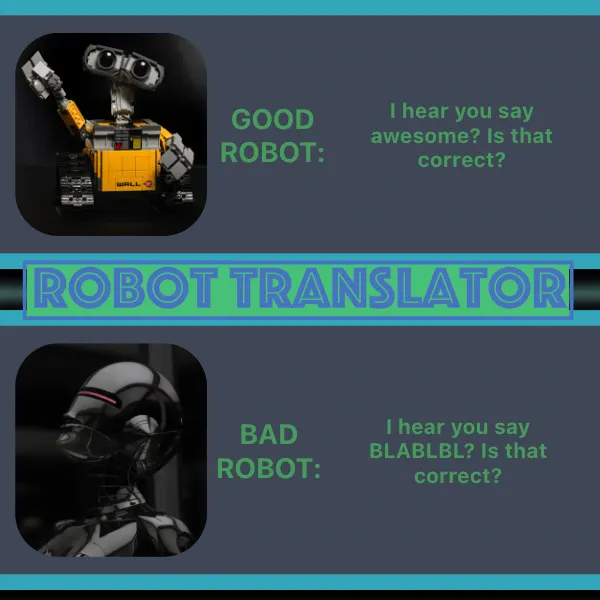 WALL•E
GOOD
ROBOT:
I hear you say
awesome? Is that
correct?
ROBOT TRANSLATOR
BAD
ROBOT:
I hear you say
BLABLBL? Is that
correct?